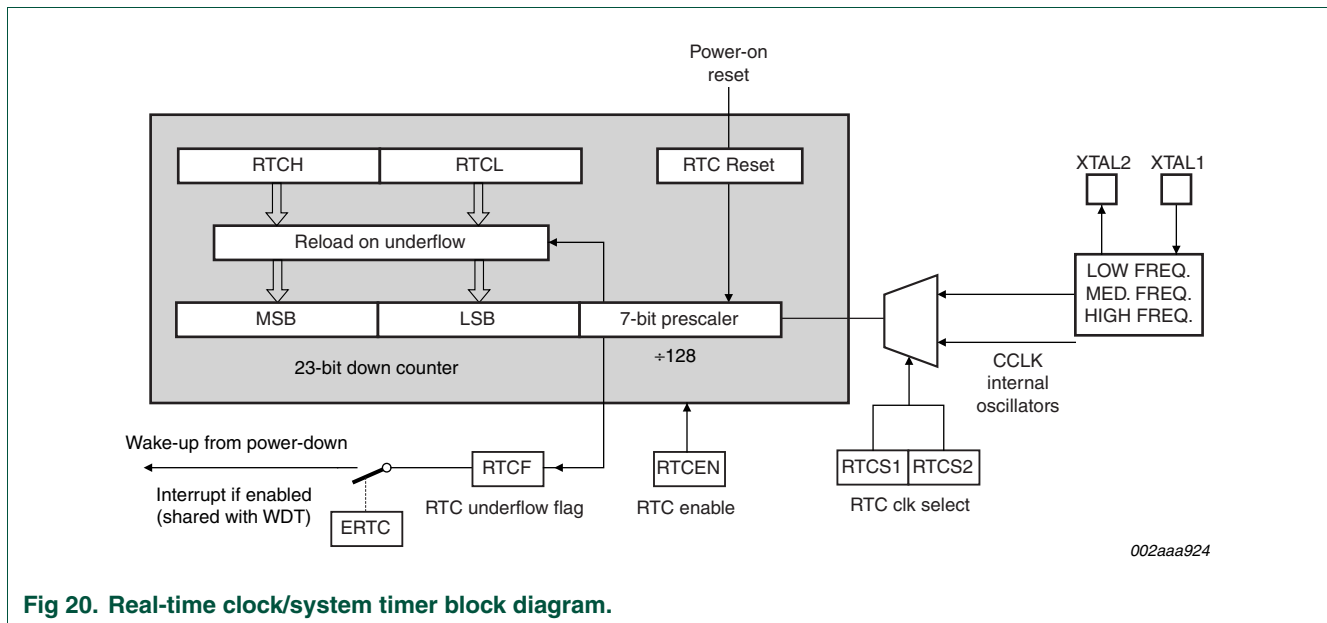 Power-on
reset
RTCH
RTCL
RTC Reset
XTAL2
XTAL1
Reload on underflow
LOW FREQ.
MED. FREQ.
HIGH FREQ.
MSB
LSB
7-bit prescaler
÷128
23-bit down counter
CCLK
internal
oscillators
Wake-up from power-down
RTCF
RTCEN
RTCS1
RTCS2
Interrupt if enabled
(shared with WDT)
RTC underflow flag
RTC enable
RTC clk select
ERTC
002aaa924
Fig 20. Real-time clock/system timer block diagram.